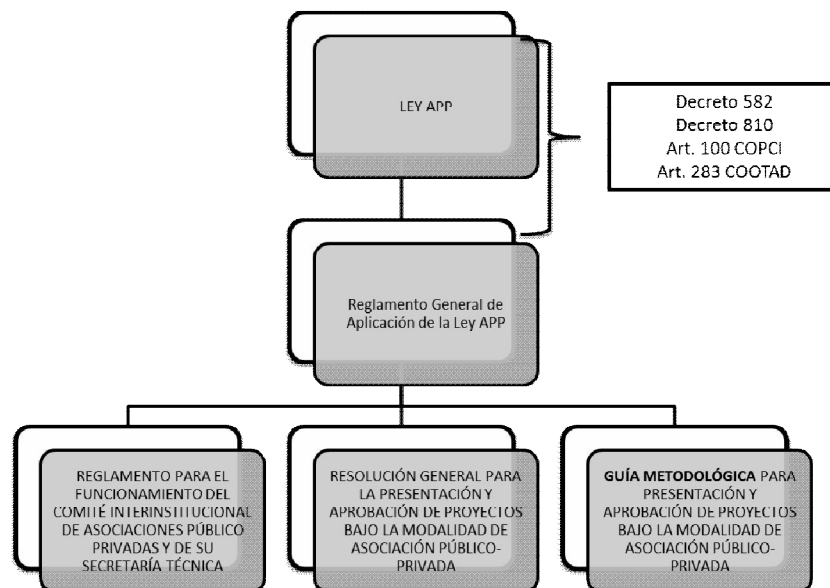 LEY APP
Decreto 582
Decreto 810
Art. 100 COPCI
Art. 283 COOTAD
Reglamento General de
Aplicación de la Ley APP
REGLAMENTO PARA EL
FUNCIONAMIENTO DEL
COMITÉ INTERINSTITUCIONAL
DE ASOCIACIONES PÚBLICO
PRIVADAS Y DE SU
SECRETARÍA TÉCNICA
RESOLUCIÓN GENERAL PARA
LA PRESENTACIÓN Y
APROBACIÓN DE PROYECTOS
BAJO LA MODALIDAD DE
ASOCIACIÓN PÚBLICO-
PRIVADA
GUÍA METODOLÓGICA PARA
PRESENTACIÓN Y
APROBACIÓN DE PROYECTOS
BAJO LA MODALIDAD DE
ASOCIACIÓN PÚBLICO-
PRIVADA